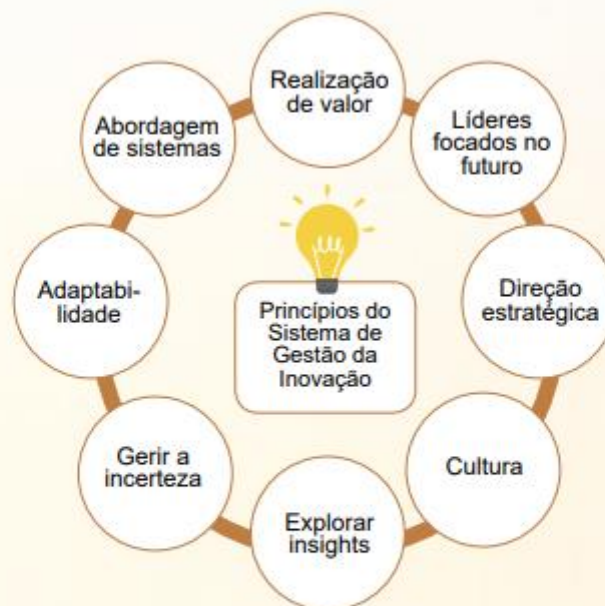 Realização
de valor
Líderes
focados no
futuro
Direção
estratégica
Cultura
Explorar
insights
Gerir a
incerteza
Adaptabi-
lidade
Abordagem
de sistemas
Princípios do
Sistema de
Gestão da
Inovação